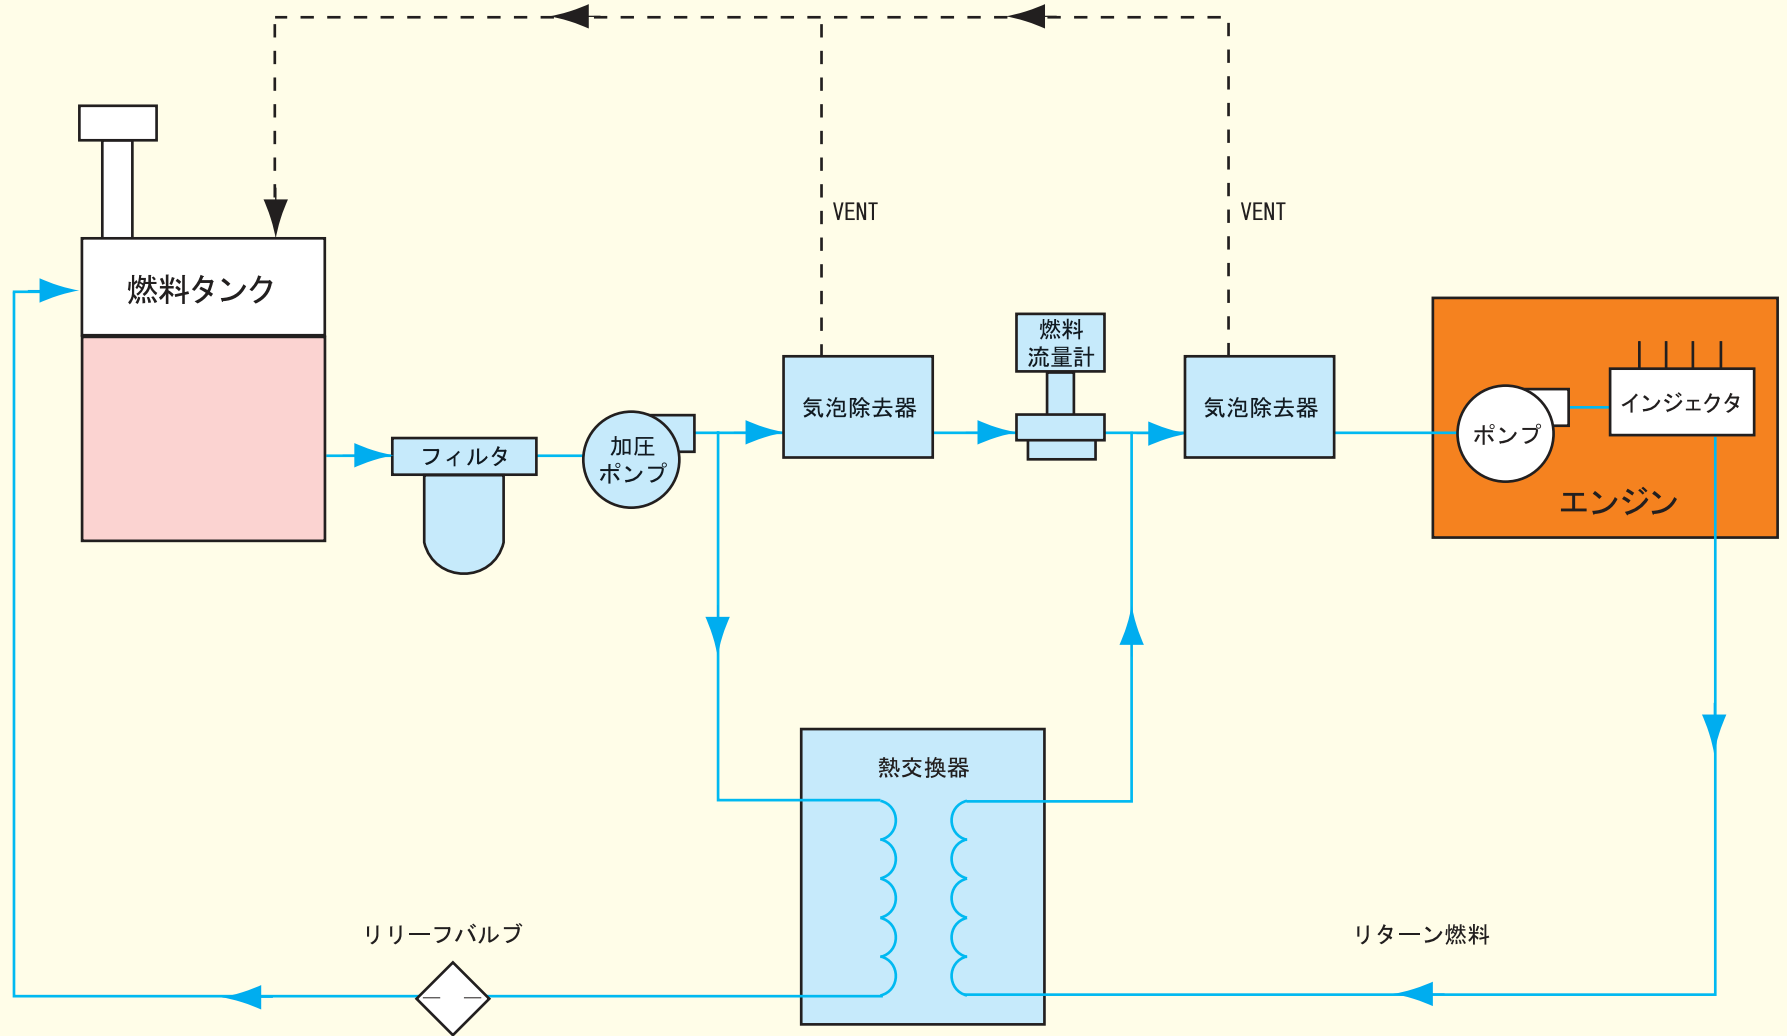 VENT
VENT
燃料タンク
燃料
流量計
気泡除去器
気泡除去器
インジェクタ
フィルタ
加圧
ポンプ
ポンプ
エンジン
熱交換器
リリーフバルブ
リターン燃料